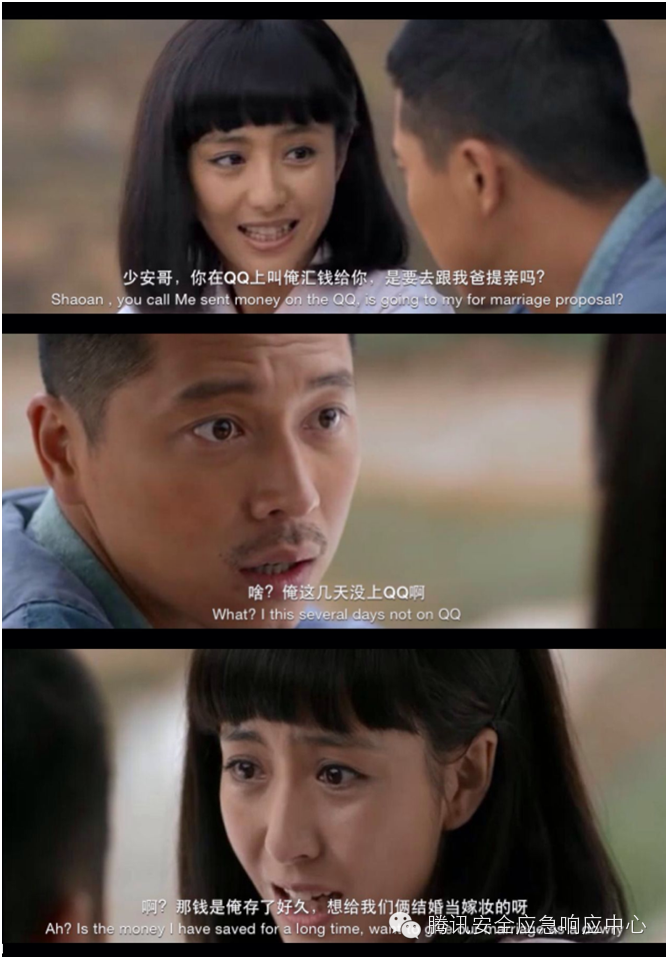 少安哥，你在QQ上叫俺汇钱给你，是要去跟我爸提亲吗？
Shaoan , you call Me sent money on the QQ, is going to my for marriage proposal?
啥？俺这几天没上QQ啊
What? I this several days not on QQ
啊？那钱是俺存了好久，想给我们俩结婚当嫁妆的呀
Ah? Is the money I have saved for a long time, our marriage as a
腾讯安全应急响应中心